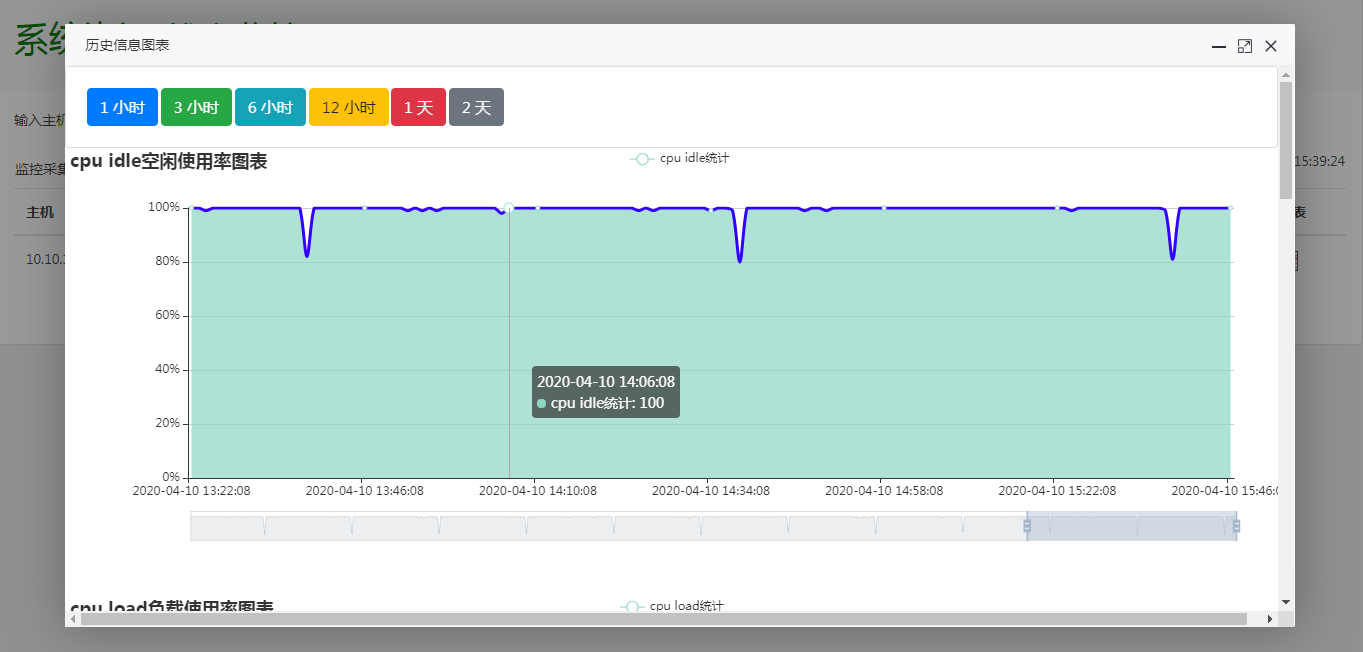 系统
历史信息图表
1 小时 3 小时 6 小时 12 小时 1 天 2 天
输入主机
监控采集
15:39:24
主机
表
10.10.
cpu idle空闲使用率图表
cpu idle统计
100%
80%
60%
40%
20%
0%
2020-04-10 14:06:08
cpu idle统计: 100
2020-04-10 13:22:08 2020-04-10 13:46:08 2020-04-10 14:10:08 2020-04-10 14:34:08 2020-04-10 14:58:08 2020-04-10 15:22:08 2020-04-10 15:46:0
cpu load负载使用率图表
cpu load统计